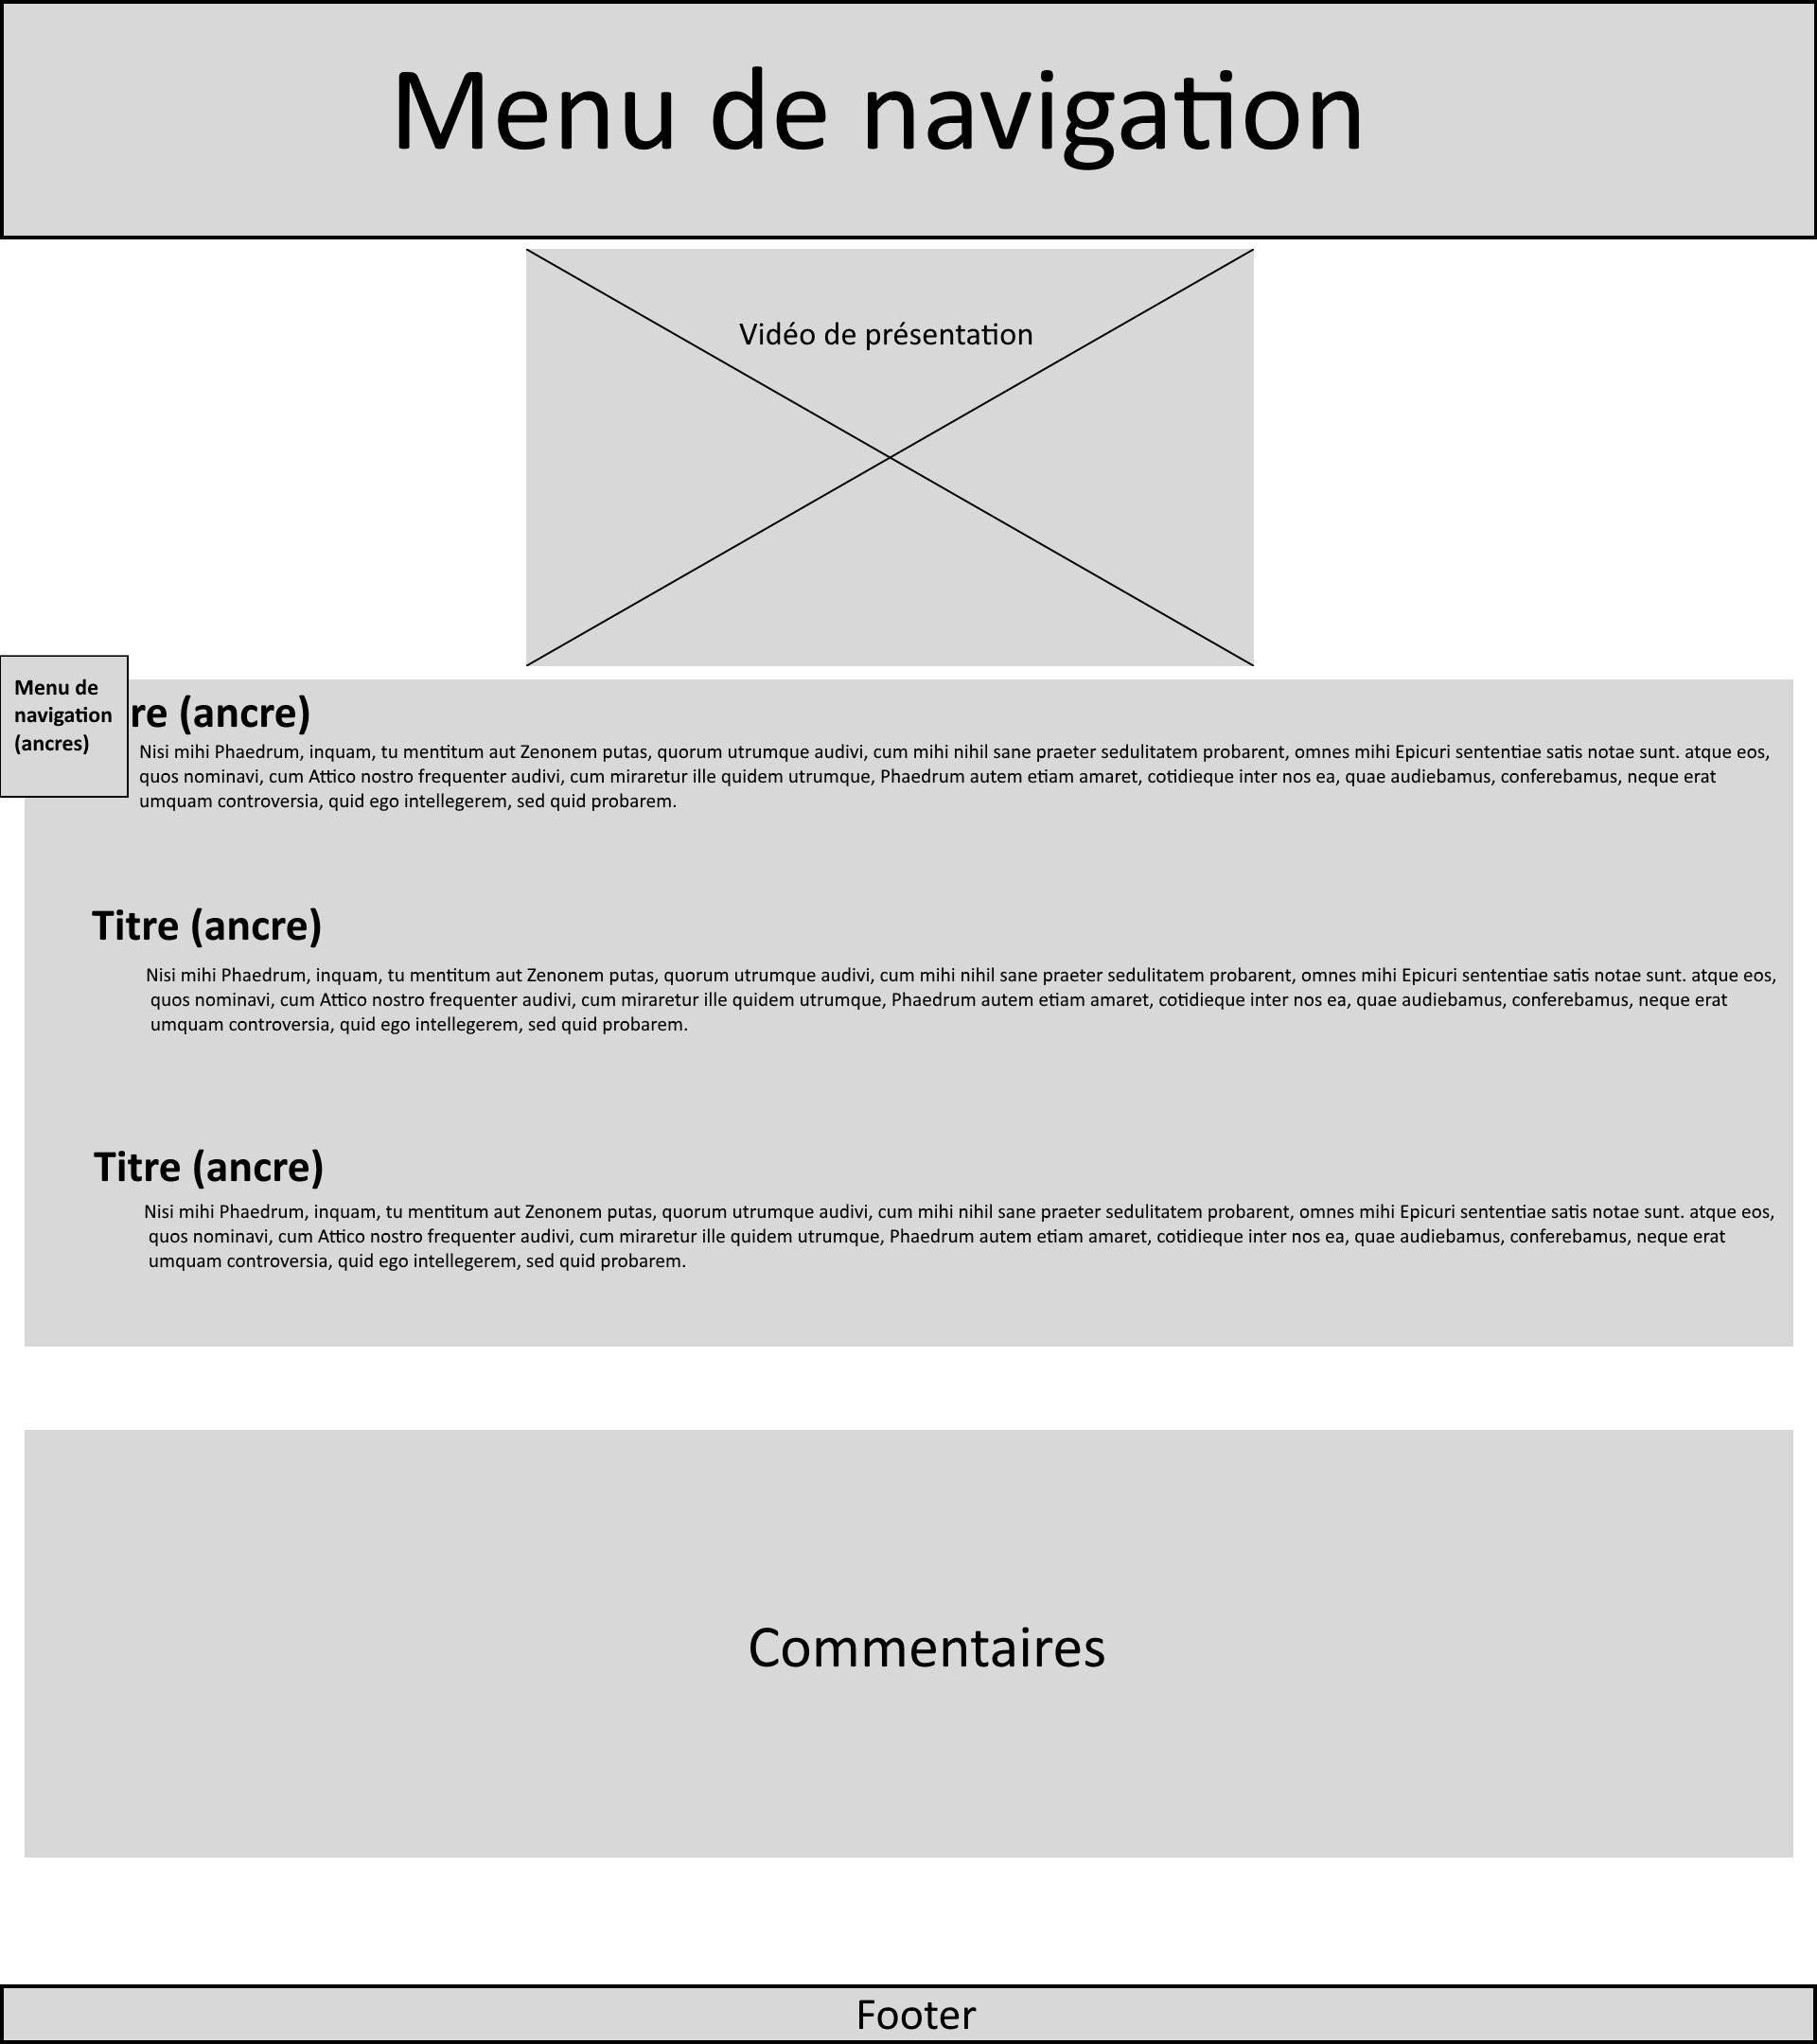 Menu de navigation
Vidéo de présentation
Menu de
navigation
(ancres)
re (ancre)
Nisi mihi Phaedrum, inquam, tu mentitum aut Zenonem putas, quorum utrumque audivi, cum mihi nihil sane praeter sedulitatem probarent, omnes mihi Epicuri sententiae satis notae sunt. atque eos,
quos nominavi, cum Attico nostro frequenter audivi, cum miraretur ille quidem utrumque, Phaedrum autem etiam amaret, cotidieque inter nos ea, quae audiebamus, conferebamus, neque erat
umquam controversia, quid ego intellegerem, sed quid probarem.
Titre (ancre)
Nisi mihi Phaedrum, inquam, tu mentitum aut Zenonem putas, quorum utrumque audivi, cum mihi nihil sane praeter sedulitatem probarent, omnes mihi Epicuri sententiae satis notae sunt. atque eos,
quos nominavi, cum Attico nostro frequenter audivi, cum miraretur ille quidem utrumque, Phaedrum autem etiam amaret, cotidieque inter nos ea, quae audiebamus, conferebamus, neque erat
umquam controversia, quid ego intellegerem, sed quid probarem.
Titre (ancre)
Nisi mihi Phaedrum, inquam, tu mentitum aut Zenonem putas, quorum utrumque audivi, cum mihi nihil sane praeter sedulitatem probarent, omnes mihi Epicuri sententiae satis notae sunt. atque eos,
quos nominavi, cum Attico nostro frequenter audivi, cum miraretur ille quidem utrumque, Phaedrum autem etiam amaret, cotidieque inter nos ea, quae audiebamus, conferebamus, neque erat
umquam controversia, quid ego intellegerem, sed quid probarem.
Commentaires
Footer